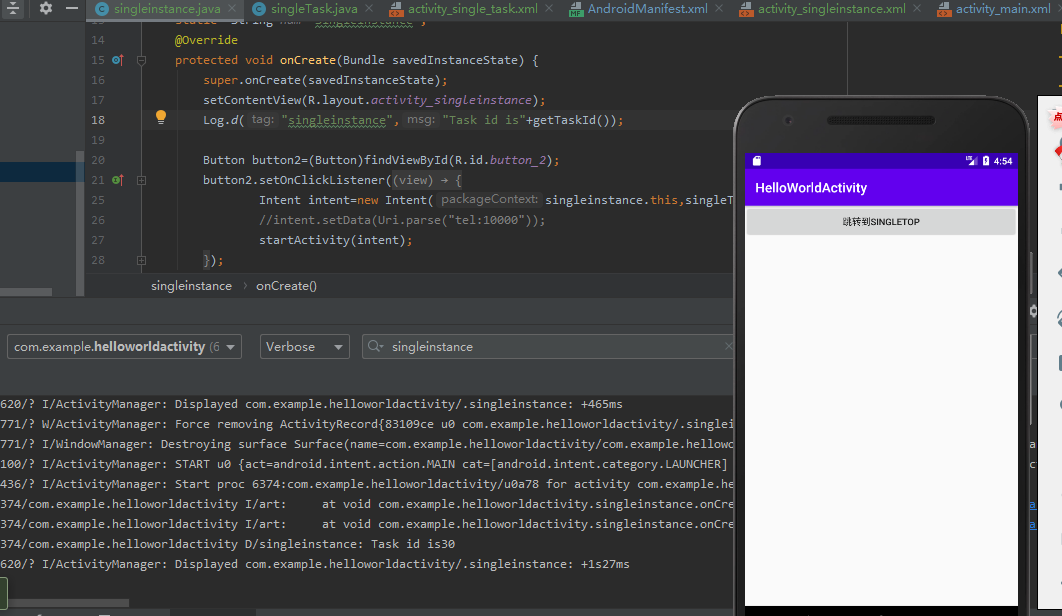 singleinstance.java singleTask.java activity_single_task.xml AndroidManifest.xml activity_singleinstance.xml activity_main.xml
14 @Override
15 protected void onCreate(Bundle savedInstanceState) {
16 super.onCreate(savedInstanceState);
17 setContentView(R.layout.activity_singleinstance);
18 Log.d( tag: "singleinstance", msg: "Task id is"+getTaskId());
19
20 Button button2=(Button)findViewById(R.id.button_2);
21 button2.setOnClickListener((view) → {
25 Intent intent=new Intent( packageContext: singleinstance.this,singleT
26 //intent.setData(Uri.parse("tel:10000"));
27 startActivity(intent);
28 });
singleinstance › onCreate()
com.example.helloworldactivity (6 Verbose singleinstance
620/? I/ActivityManager: Displayed com.example.helloworldactivity/.singleinstance: +465ms
771/? W/ActivityManager: Force removing ActivityRecord{83109ce u0 com.example.helloworldactivity/.singlei
771/? I/WindowManager: Destroying surface Surface(name=com.example.helloworldactivity/com.example.hellowo
100/? I/ActivityManager: START u0 {act=android.intent.action.MAIN cat=[android.intent.category.LAUNCHER]
436/? I/ActivityManager: Start proc 6374:com.example.helloworldactivity/u0a78 for activity com.example.he
374/com.example.helloworldactivity I/art: at void com.example.helloworldactivity.singleinstance.onCre
374/com.example.helloworldactivity I/art: at void com.example.helloworldactivity.singleinstance.onCre
374/com.example.helloworldactivity D/singleinstance: Task id is30
620/? I/ActivityManager: Displayed com.example.helloworldactivity/.singleinstance: +1s27ms
4:54
HelloWorldActivity
跳转到SINGLETOP
点